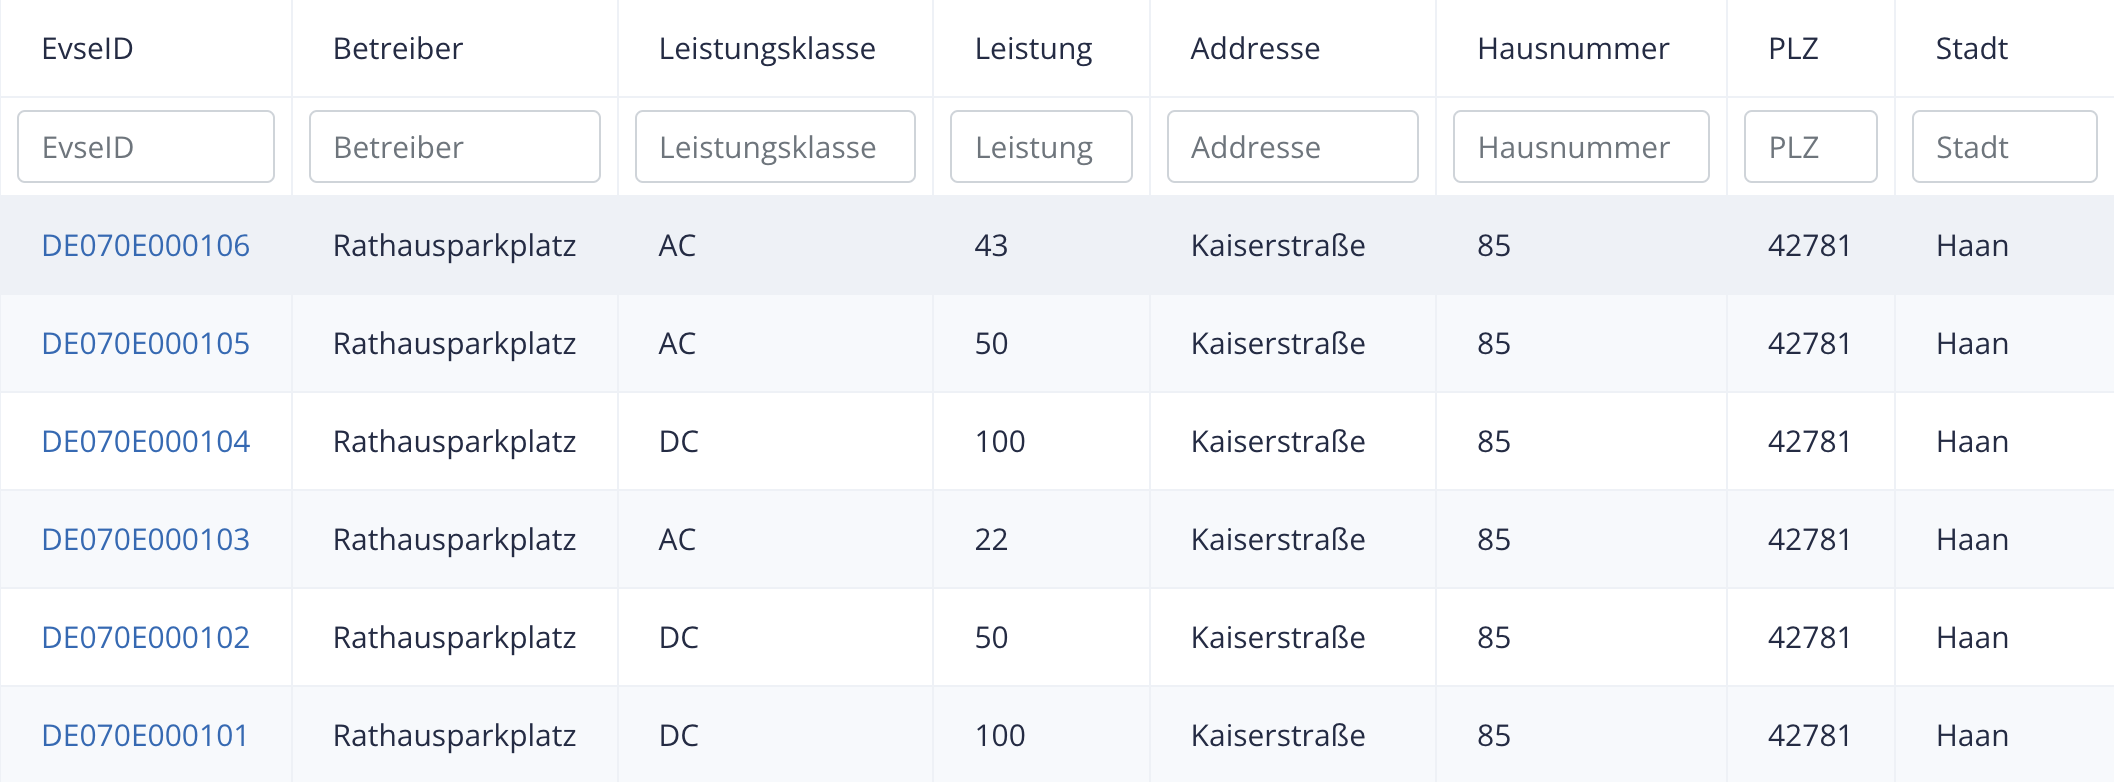 EvseID Betreiber Leistungsklasse Leistung Addresse Hausnummer PLZ Stadt
EvseID Betreiber Leistungsklasse Leistung Addresse Hausnummer PLZ Stadt
DE070E000106 Rathausparkplatz AC 43 Kaiserstraße 85 42781 Haan
DE070E000105 Rathausparkplatz AC 50 Kaiserstraße 85 42781 Haan
DE070E000104 Rathausparkplatz DC 100 Kaiserstraße 85 42781 Haan
DE070E000103 Rathausparkplatz AC 22 Kaiserstraße 85 42781 Haan
DE070E000102 Rathausparkplatz DC 50 Kaiserstraße 85 42781 Haan
DE070E000101 Rathausparkplatz DC 100 Kaiserstraße 85 42781 Haan